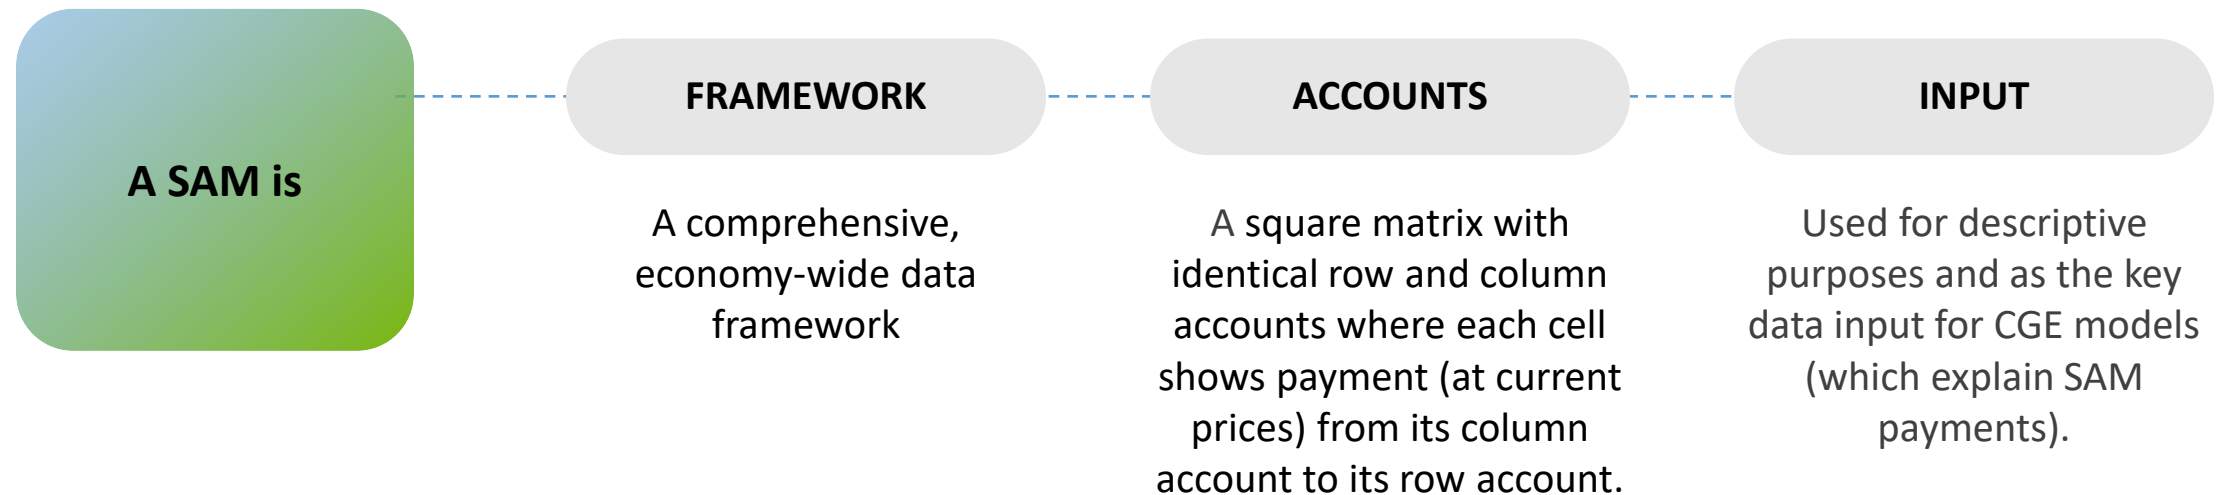 A SAM is
FRAMEWORK
A comprehensive,
economy-wide data
framework
ACCOUNTS
A square matrix with
identical row and column
accounts where each cell
shows payment (at current
prices) from its column
account to its row account.
INPUT
Used for descriptive
purposes and as the key
data input for CGE models
(which explain SAM
payments).